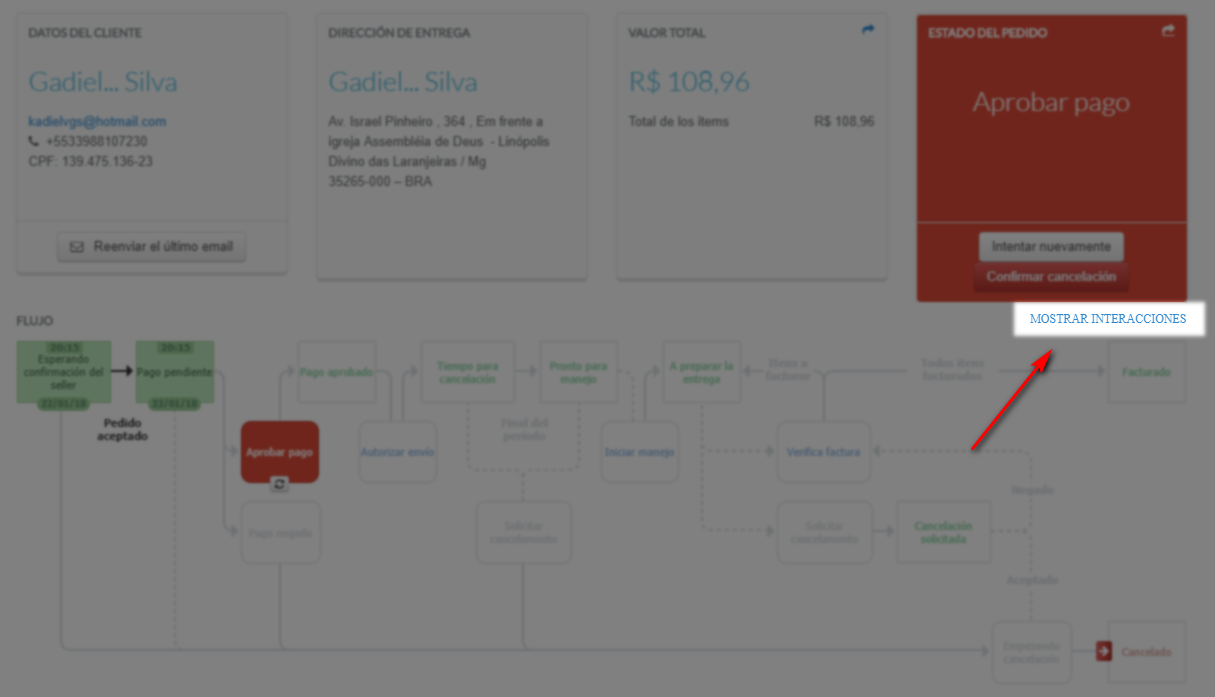 DATOS DEL CLIENTE
Gadiel... Silva
kadielvgs@hotmail.com
+5533988107230
CPF: 139.475.136-23
Reenviar el último email
DIRECCIÓN DE ENTREGA
Gadiel... Silva
Av. Israel Pinheiro , 364 , Em frente a
igreja Assembléia de Deus - Linópolis
Divino das Laranjeiras / Mg
35265-000 – BRA
VALOR TOTAL
R$ 108,96
Total de los items R$ 108,96
ESTADO DEL PEDIDO
Aprobar pago
Intentar nuevamente
Confirmar cancelación
MOSTRAR INTERACCIONES
FLUJO
20:15
Esperando
confirmación del
seller
22/01/18
Pedido
aceptado
20:15
Pago pendiente
22/01/18
Pago aprobado
Aprobar pago
Pago negado
Autorizar envío
Tiempo para
cancelación
Final del
período
Pronto para
manejo
Solicitar
cancelamento
Iniciar manejo
A preparar la
entrega
Items a
facturar
Verifica factura
Solicitar
cancelamento
Cancelación
solicitada
Todos items
facturados
Facturado
Negado
Aceptado
cancelación
Cancelado